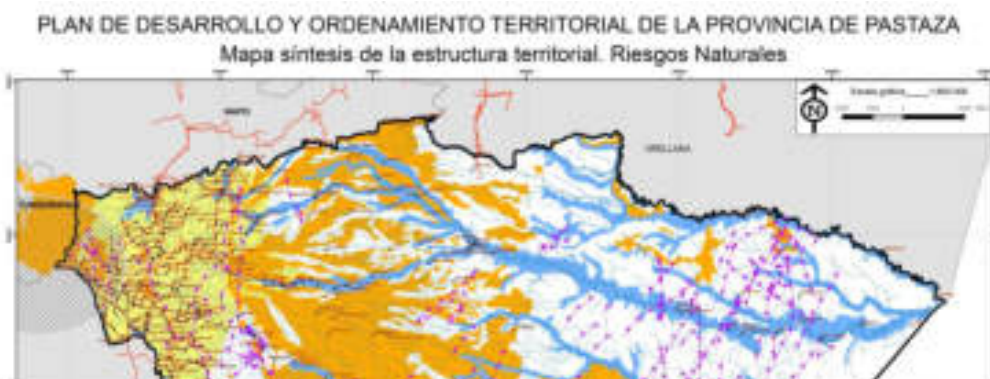 PLAN DE DESARROLLO Y ORDENAMIENTO TERRITORIAL DE LA PROVINCIA DE PASTAZA
Mapa síntesis de la estructura territorial. Riesgos Naturales
N
NAPO
ORELLANA